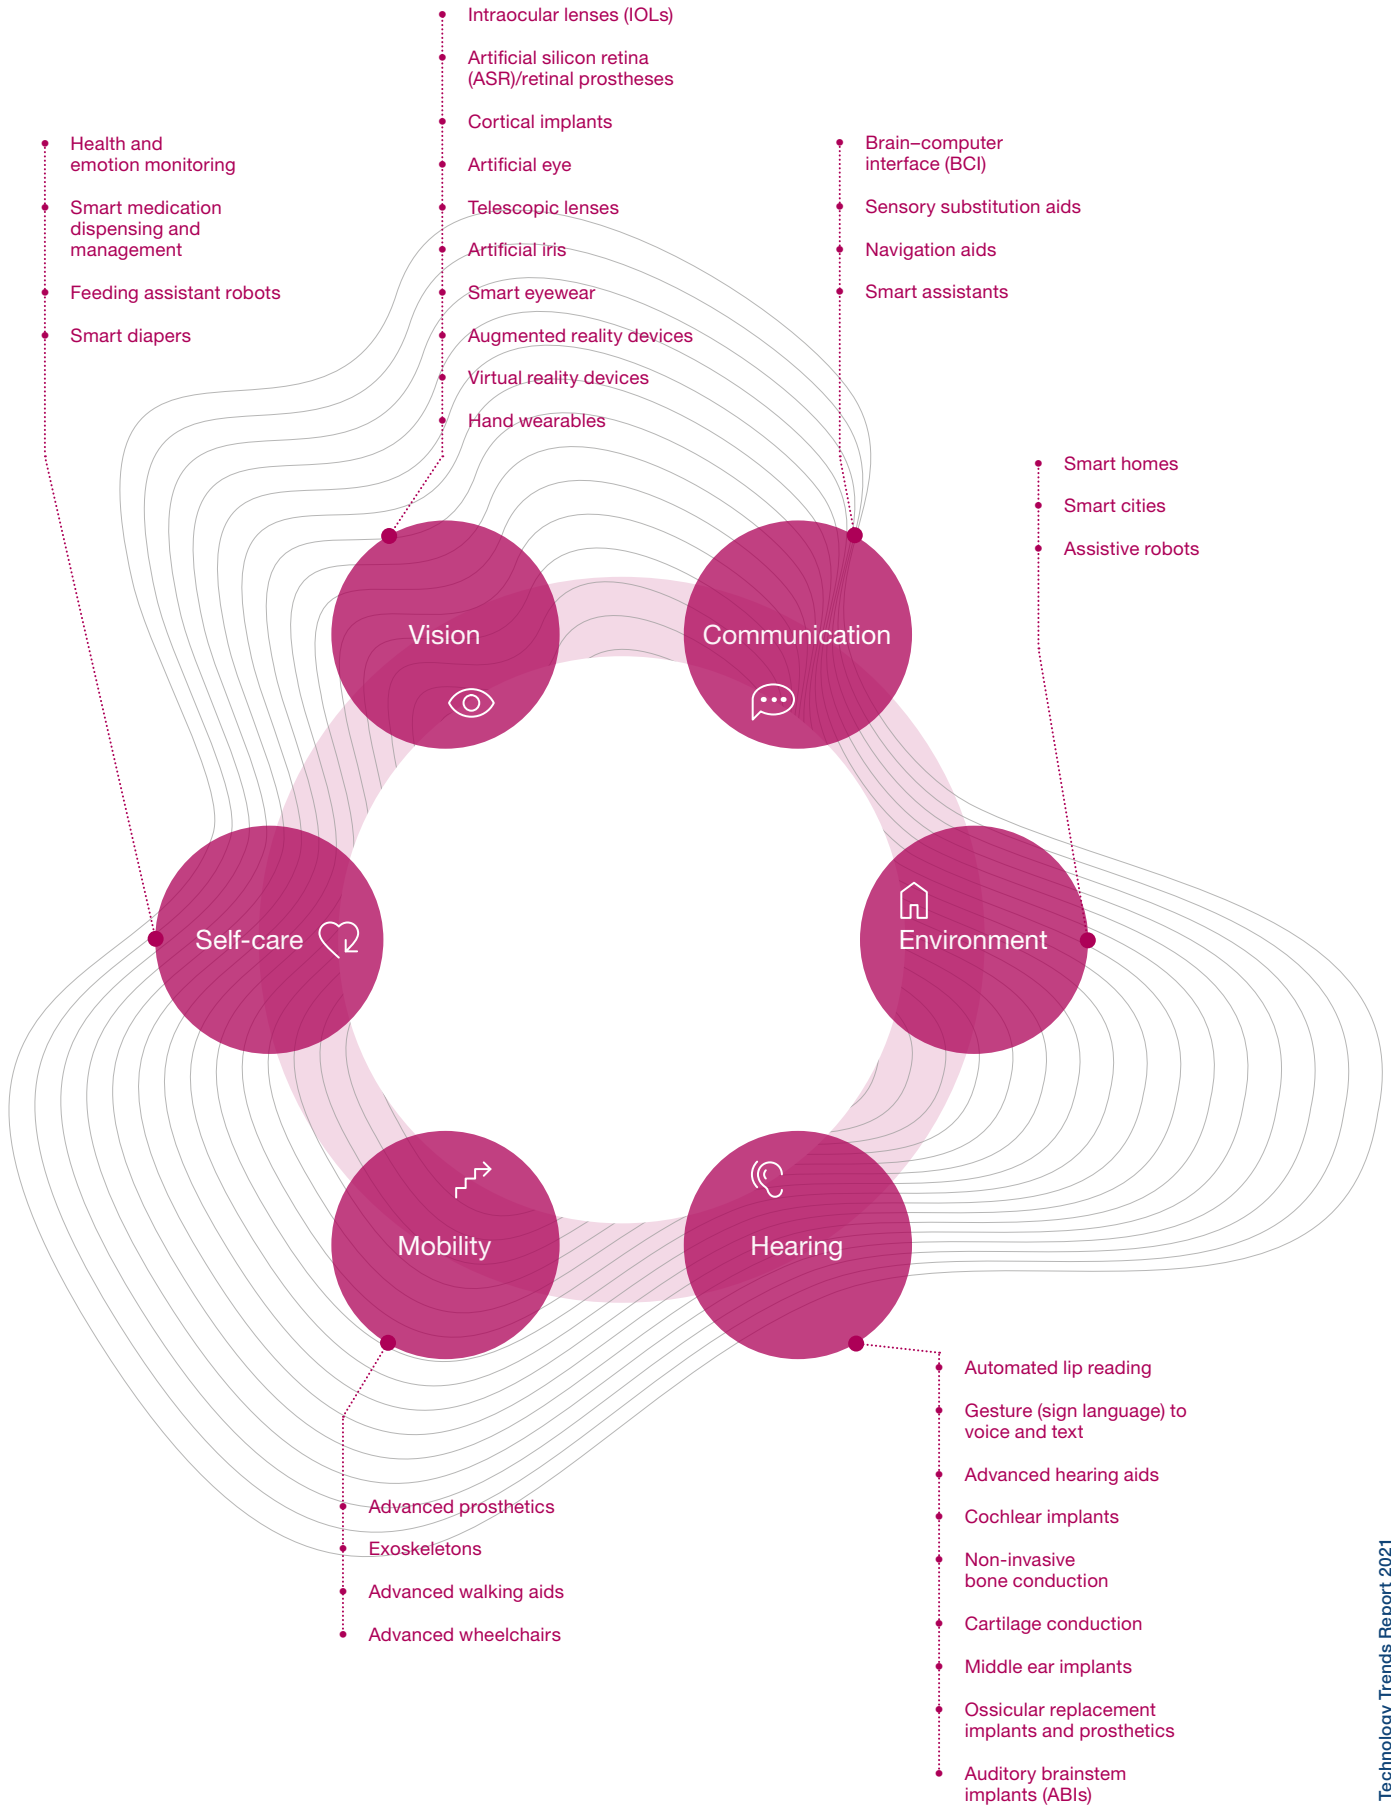 Intraocular lenses (IOLs)
Artificial silicon retina
(ASR)/retinal prostheses
Cortical implants
Artificial eye
Telescopic lenses
Artificial iris
Smart eyewear
Augmented reality devices
Virtual reality devices
Hand wearables
Health and
emotion monitoring
Smart medication
dispensing and
management
Feeding assistant robots
Smart diapers
Brain–computer
interface (BCI)
Sensory substitution aids
Navigation aids
Smart assistants
Smart homes
Smart cities
Assistive robots
Vision
Communication
Self-care
Environment
Mobility
Hearing
Advanced prosthetics
Exoskeletons
Advanced walking aids
Advanced wheelchairs
Automated lip reading
Gesture (sign language) to
voice and text
Advanced hearing aids
Cochlear implants
Non-invasive
bone conduction
Cartilage conduction
Middle ear implants
Ossicular replacement
implants and prosthetics
Auditory brainstem
implants (ABIs)
Technology Trends Report 2021